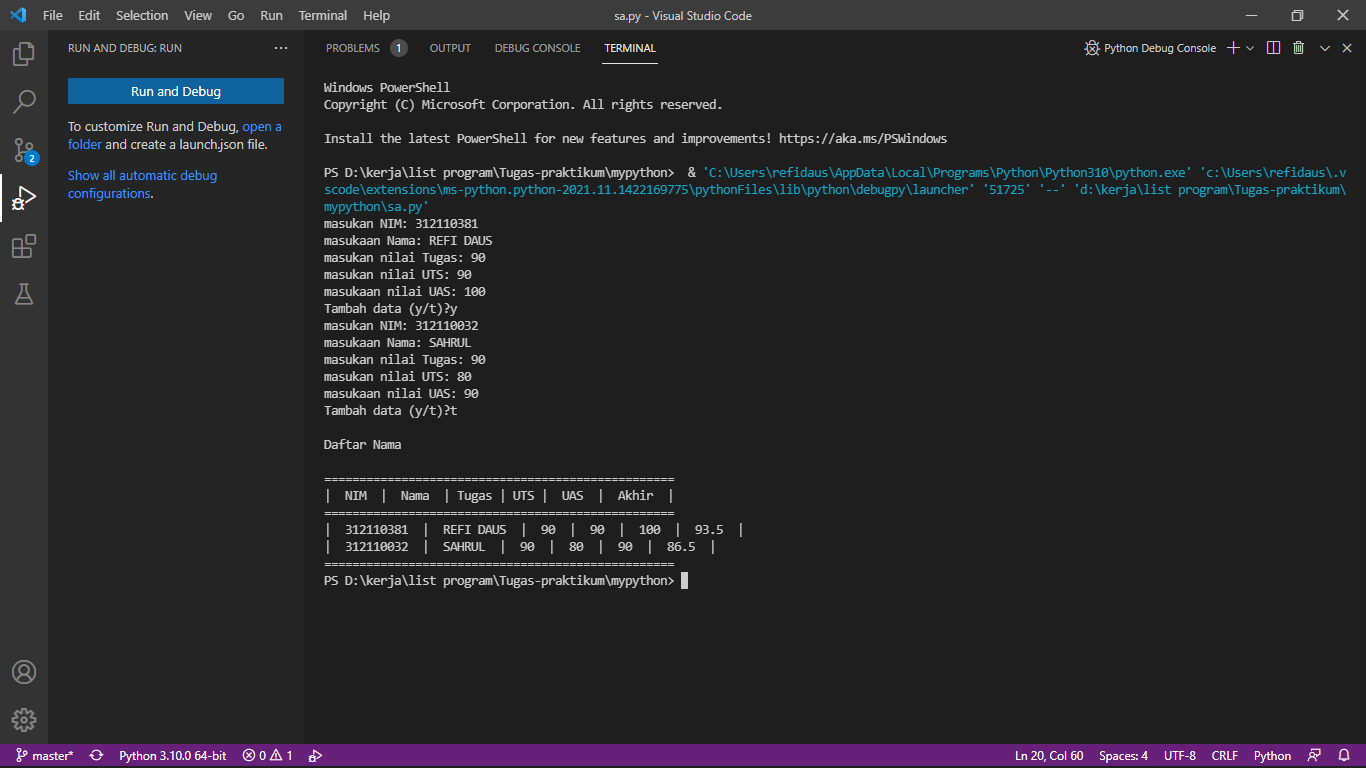 File Edit Selection View Go Run Terminal Help
sa.py - Visual Studio Code
RUN AND DEBUG: RUN
Run and Debug
To customize Run and Debug, open a
folder and create a launch.json file.
Show all automatic debug
configurations.
2
PROBLEMS 1 OUTPUT DEBUG CONSOLE TERMINAL
Python Debug Console
Windows PowerShell
Copyright (C) Microsoft Corporation. All rights reserved.
Install the latest PowerShell for new features and improvements! https://aka.ms/PSWindows
PS D:\kerja\list program\Tugas-praktikum\mypython>  & 'C:\Users\refidaus\AppData\Local\Programs\Python\Python310\python.exe' 'c:\Users\refidaus\.v
scode\extensions\ms-python.python-2021.11.1422169775\pythonFiles\lib\python\debugpy\launcher' '51725' '--' 'd:\kerja\list program\Tugas-praktikum\
mypython\sa.py'
masukan NIM: 312110381
masukaan Nama: REFI DAUS
masukan nilai Tugas: 90
masukan nilai UTS: 90
masukaan nilai UAS: 100
Tambah data (y/t)?y
masukan NIM: 312110032
masukaan Nama: SAHRUL
masukan nilai Tugas: 90
masukan nilai UTS: 80
masukaan nilai UAS: 90
Tambah data (y/t)?t
Daftar Nama
==================================================
|  NIM  |  Nama  | Tugas | UTS |  UAS  |  Akhir  |
==================================================
|  312110381  |  REFI DAUS  |  90  |  90  |  100  |  93.5  |
|  312110032  |  SAHRUL  |  90  |  80  |  90  |  86.5  |
==================================================
PS D:\kerja\list program\Tugas-praktikum\mypython>
master* Python 3.10.0 64-bit 0 1
Ln 20, Col 60 Spaces: 4 UTF-8 CRLF Python